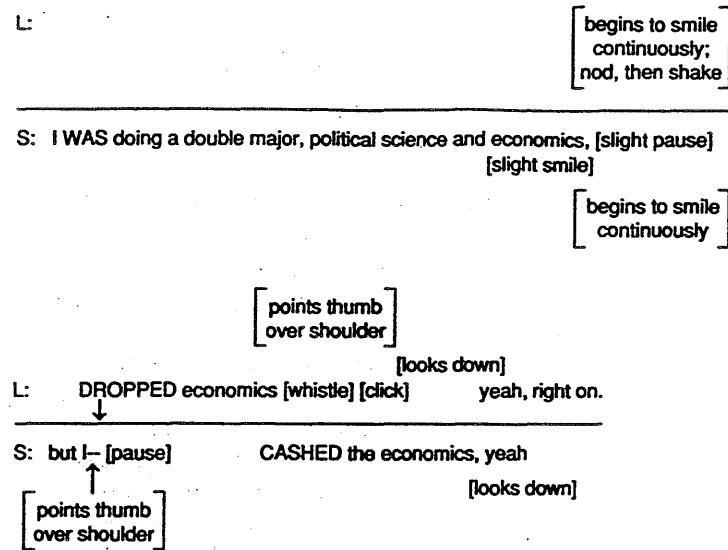 L:
begins to smile
continuously;
nod, then shake
S: I WAS doing a double major, political science and economics, [slight pause]
[slight smile]
begins to smile
continuously
points thumb
over shoulder
[looks down]
L: DROPPED economics [whistle] [click] yeah, right on.
S: but I-- [pause] CASHED the economics, yeah
[looks down]
points thumb
over shoulder